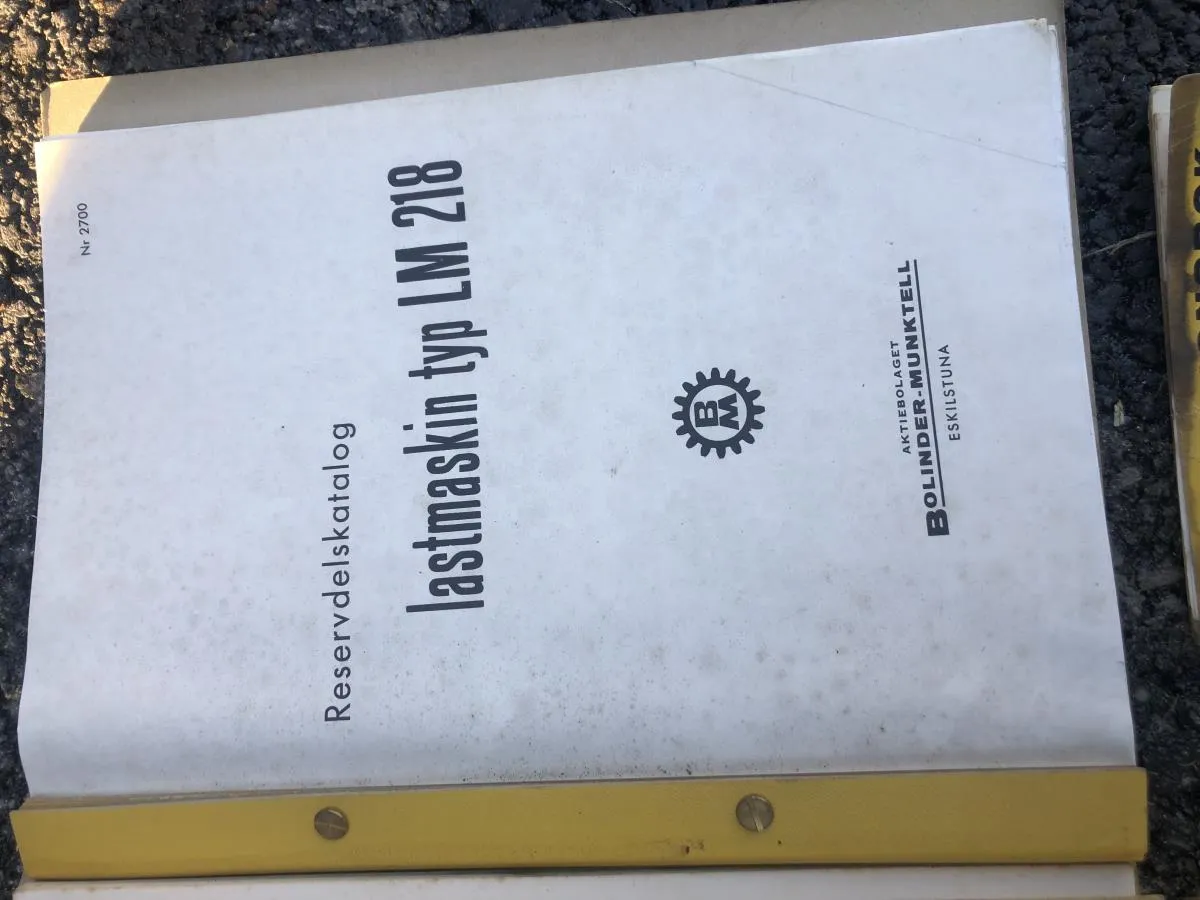 Nr 2700
Reservdelskatalog
lastmaskin typ LM 218
BM
AKTIEBOLAGET
BOLINDER-MUNKTELL
ESKILSTUNA